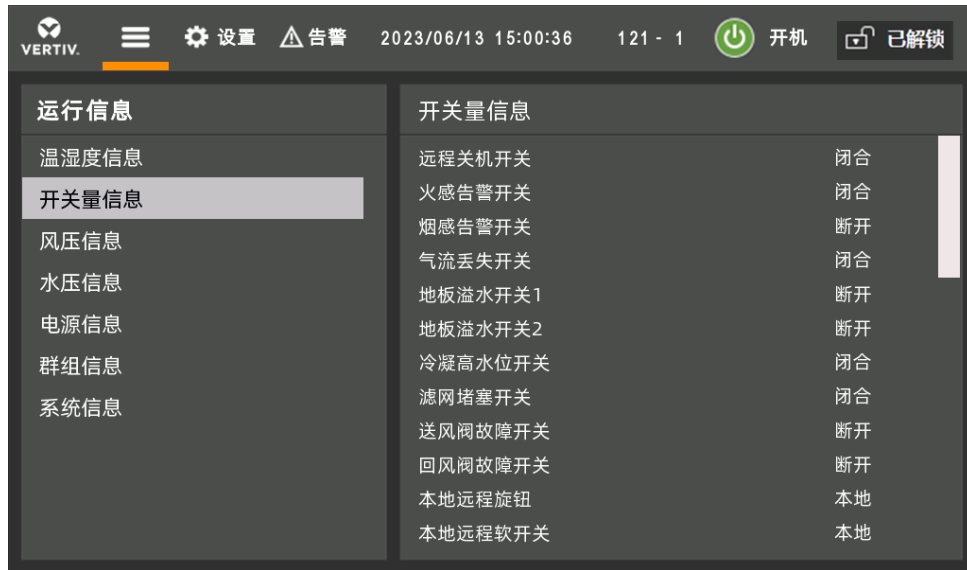 VERTIV.
设置
告警
2023/06/13 15:00:36
121 - 1
开机
已解锁
运行信息
温湿度信息
开关量信息
风压信息
水压信息
电源信息
群组信息
系统信息
开关量信息
远程关机开关 闭合
火感告警开关 闭合
烟感告警开关 断开
气流丢失开关 闭合
地板溢水开关1 断开
地板溢水开关2 断开
冷凝高水位开关 闭合
滤网堵塞开关 闭合
送风阀故障开关 断开
回风阀故障开关 断开
本地远程旋钮 本地
本地远程软开关 本地